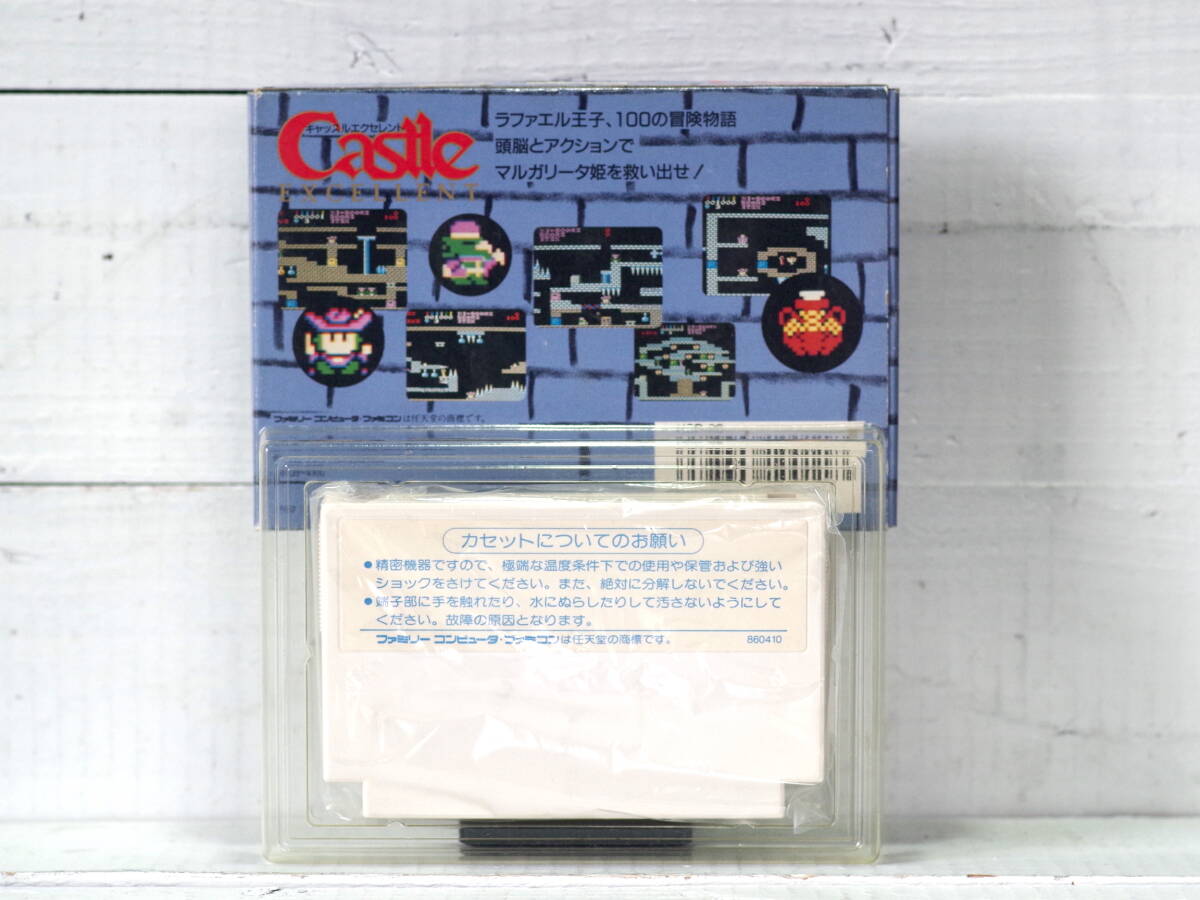 キャッスルエクセレント
Castle
EXCELLENT
ラファエル王子、100の冒険物語
頭脳とアクションで
マルガリータ姫を救い出せ！
ファミリーコンピュータ・ファミコンは任天堂の商標です。
カセットについてのお願い
●精密機器ですので、極端な温度条件下での使用や保管および強い
ショックをさけてください。また、絶対に分解しないでください。
●端子部に手を触れたり、水にぬらしたりして汚さないようにして
ください。故障の原因となります。
ファミリーコンピュータ・ファミコンは任天堂の商標です。 860410